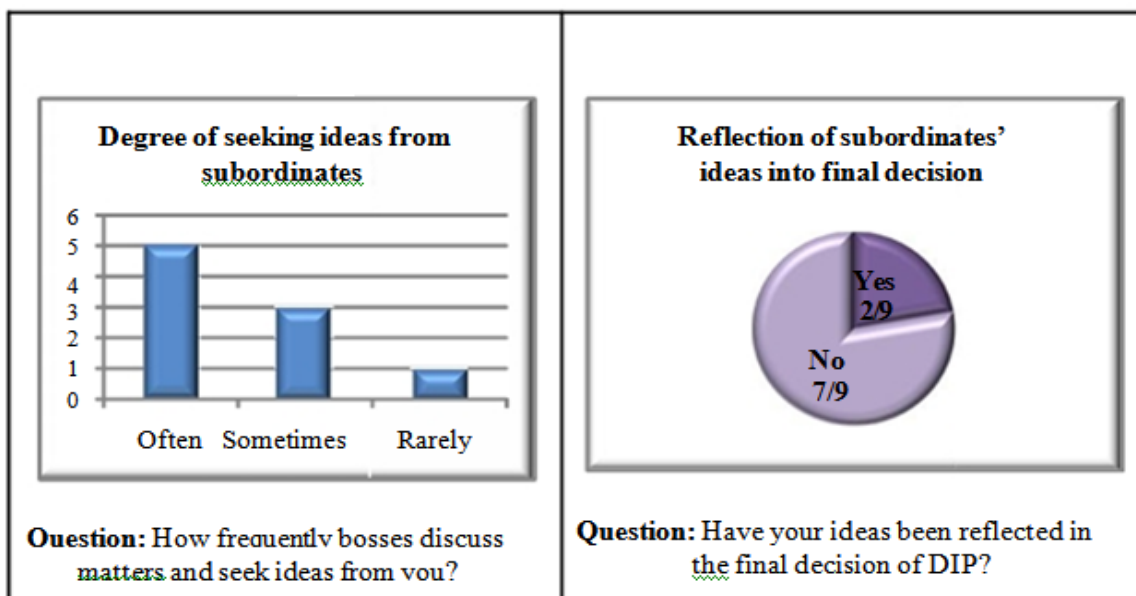 Degree of seeking ideas from
subordinates
6
5
4
3
2
1
0
Often Sometimes Rarely
Question: How frequently bosses discuss
matters and seek ideas from you?
Reflection of subordinates'
ideas into final decision
Yes
2/9
No
7/9
Question: Have your ideas been reflected in
the final decision of DIP?